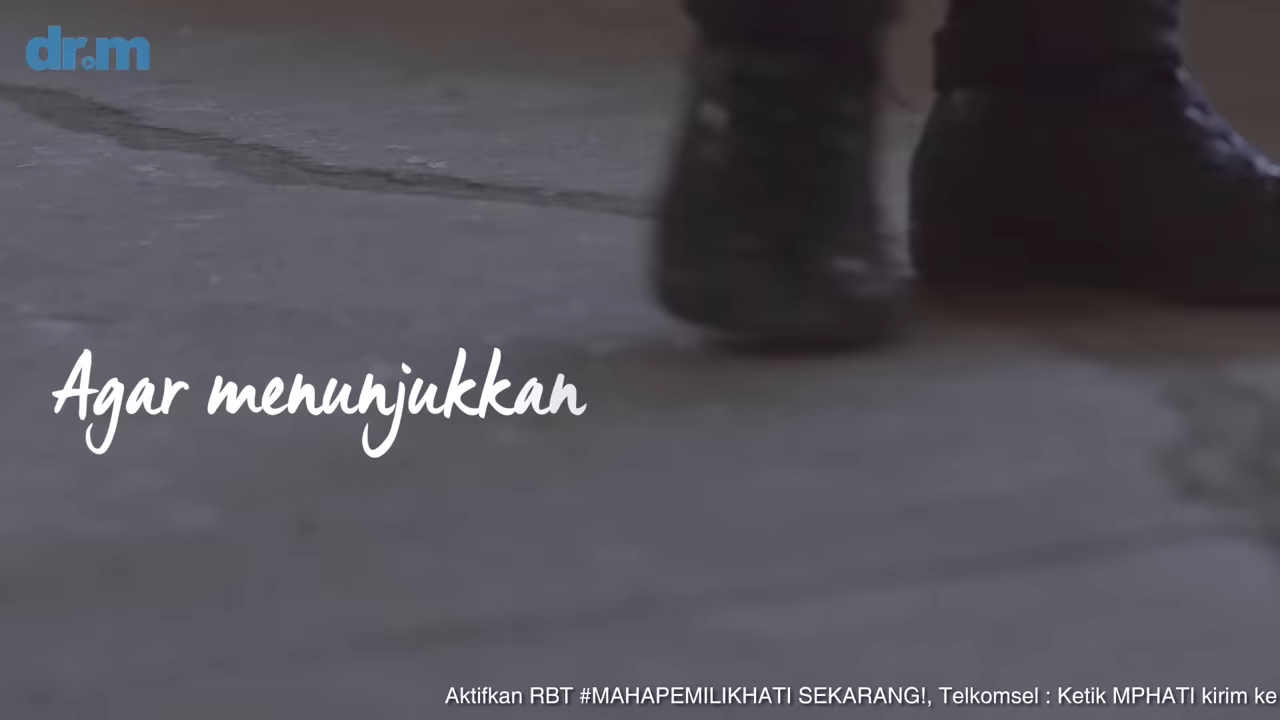 dr.m
Agar menunjukkan
Aktifkan RBT #MAHAPEMILIKHATI SEKARANG!, Telkomsel : Ketik MPHATI kirim ke